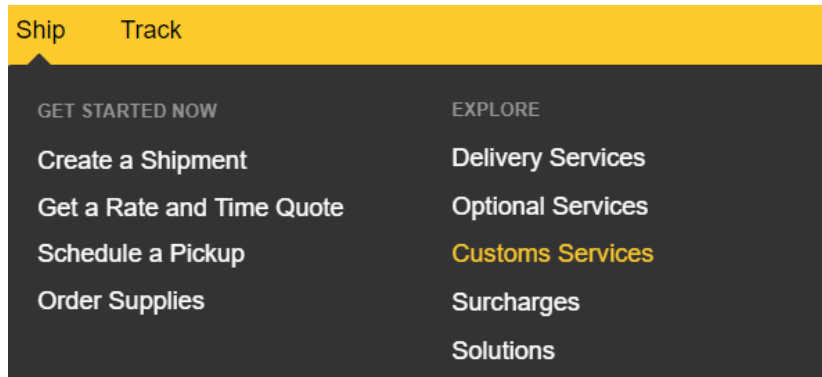 Ship Track
GET STARTED NOW
Create a Shipment
Get a Rate and Time Quote
Schedule a Pickup
Order Supplies
EXPLORE
Delivery Services
Optional Services
Customs Services
Surcharges
Solutions